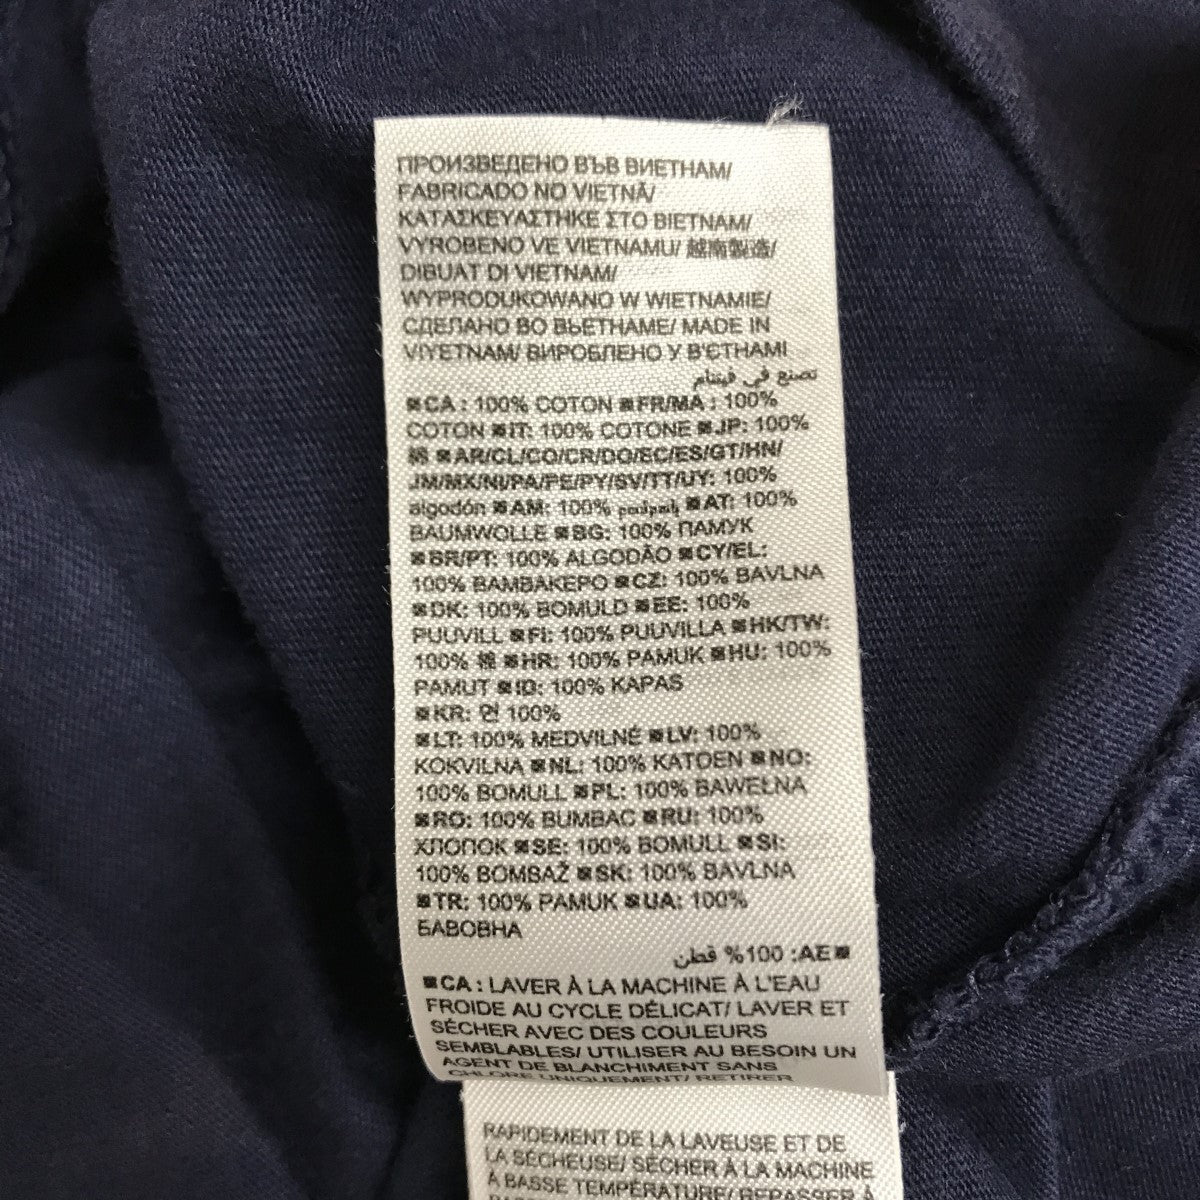 ПРОИЗВЕДЕНО ВЪВ ВИЕТНАМ/
FABRICADO NO VIETNÃ/
ΚΑΤΑΣΚΕΥΑΣΤΗΚΕ ΣΤΟ ΒΙΕΤΝΑΜ/
VYROBENO VE VIETNAMU/ 越南製造/
DIBUAT DI VIETNAM/
WYPRODUKOWANO W WIETNAMIE/
СДЕЛАНО ВО ВЬЕТНАМЕ/ MADE IN
VIYETNAM/ ВИРОБЛЕНО У В'ЄТНАМІ
تصنع في فيتنام
CA : 100% COTON FR/MA : 100%
COTON IT: 100% COTONE JP: 100%
綿 AR/CL/CO/CR/DO/EC/ES/GT/HN/
JM/MX/NI/PA/PE/PY/SV/TT/UY: 100%
algodón AM: 100% բամբակ AT: 100%
BAUMWOLLE BG: 100% ПАМУК
BR/PT: 100% ALGODÃO CY/EL:
100% ΒΑΜΒΑΚΕΡΟ CZ: 100% BAVLNA
DK: 100% BOMULD EE: 100%
PUUVILL FI: 100% PUUVILLA HK/TW:
100% 棉 HR: 100% PAMUK HU: 100%
PAMUT ID: 100% KAPAS
KR: 면 100%
LT: 100% MEDVILNĖ LV: 100%
KOKVILNA NL: 100% KATOEN NO:
100% BOMULL PL: 100% BAWEŁNA
RO: 100% BUMBAC RU: 100%
ХЛОПОК SE: 100% BOMULL SI:
100% BOMBAŽ SK: 100% BAVLNA
TR: 100% PAMUK UA: 100%
БАВОВНА
AE: 100% قطن
CA : LAVER À LA MACHINE À L'EAU
FROIDE AU CYCLE DÉLICAT/ LAVER ET
SÉCHER AVEC DES COULEURS
SEMBLABLES/ UTILISER AU BESOIN UN
AGENT DE BLANCHIMENT SANS
CHLORE UNIQUEMENT/ RETIRER
RAPIDEMENT DE LA LAVEUSE ET DE
LA SÉCHEUSE/ SÉCHER À LA MACHINE
À BASSE TEMPÉRATURE/ REPASSER À